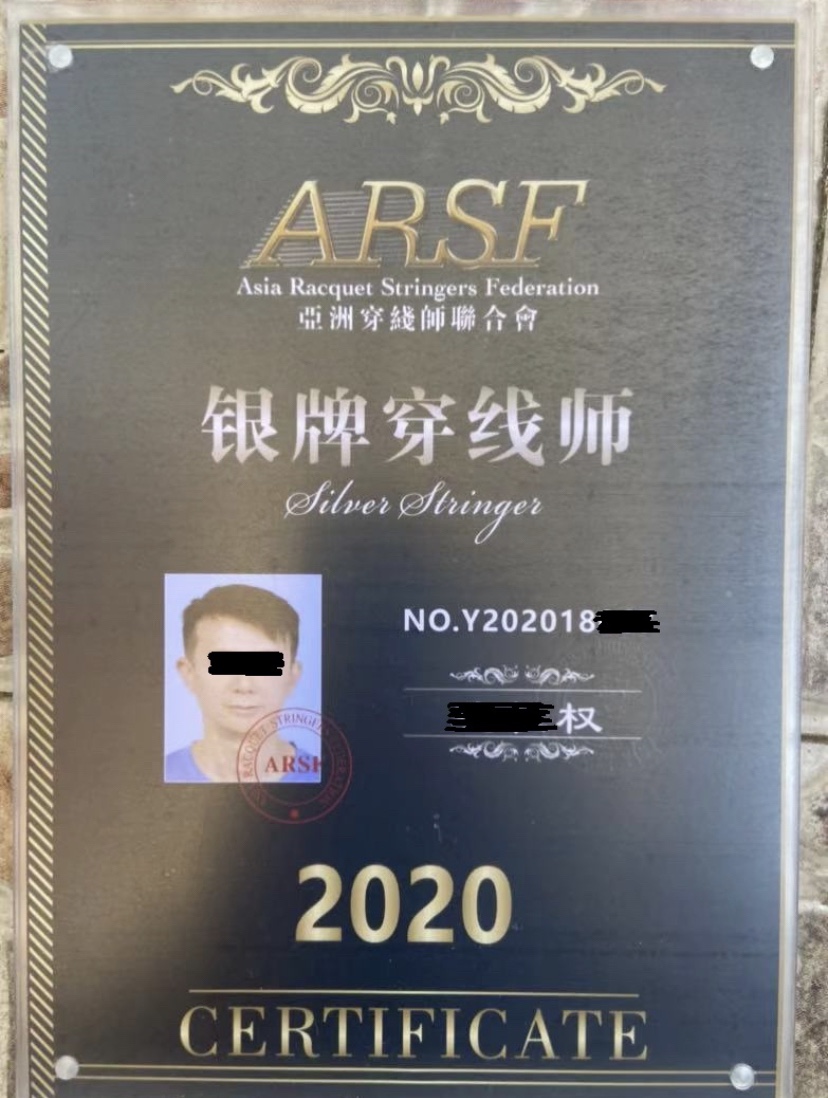 ARSF
Asia Racquet Stringers Federation
亞洲穿綫師聯合會
银牌穿线师
Silver Stringer
NO.Y202018
权
ARSF
2020
CERTIFICATE